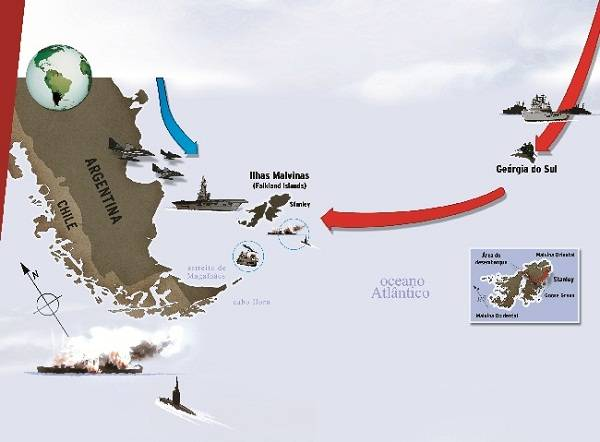 ARGENTINA
CHILE
Ilhas Malvinas
(Falkland Islands)
Stanley
Geórgia do Sul
estreito de
Magalhães
cabo Horn
oceano
Atlântico
Área de
desembarque
Malvina Oriental
Stanley
Goose Green
Malvina Ocidental
N